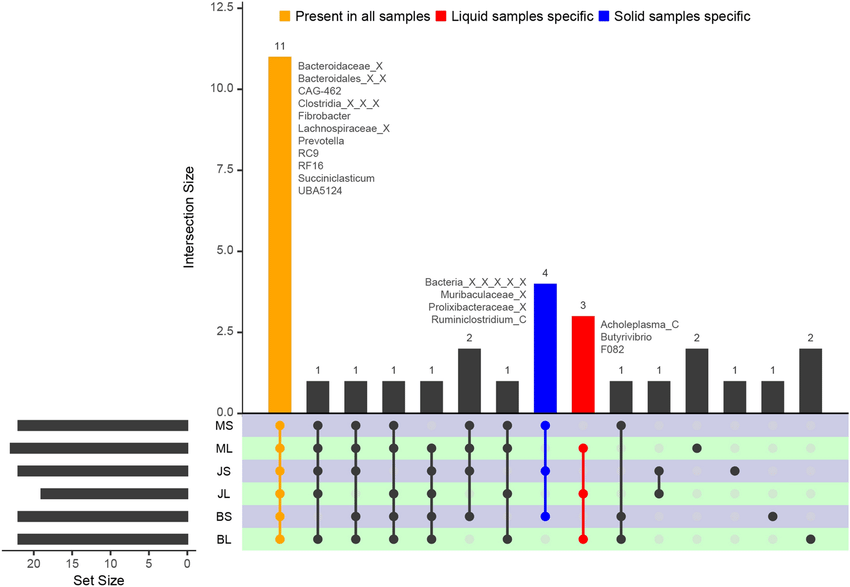 12.5
Present in all samples Liquid samples specific Solid samples specific
11
Bacteroidaceae_X
Bacteroidales_X_X
CAG-462
Clostridia_X_X_X
Fibrobacter
Lachnospiraceae_X
Prevotella
RC9
RF16
Succiniclasticum
UBA5124
10.0
7.5
5.0
2.5
0.0
Intersection Size
Bacteria_X_X_X_X_X
Muribaculaceae_X
Prolixibacteraceae_X
Ruminiclostridium_C
4
3
Acholeplasma_C
Butyrivibrio
F082
1 1 1 1 2 1 1 1 2 1 1 2
MS
ML
JS
JL
BS
BL
20 15 10 5 0
Set Size